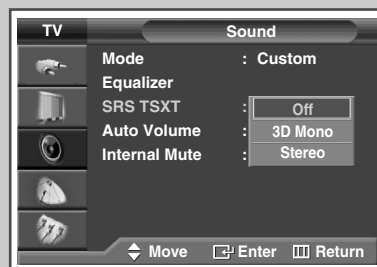 TV
Sound
Mode : Custom
Equalizer
SRS TSXT : Off
Auto Volume : 3D Mono
Internal Mute : Stereo
Move Enter Return